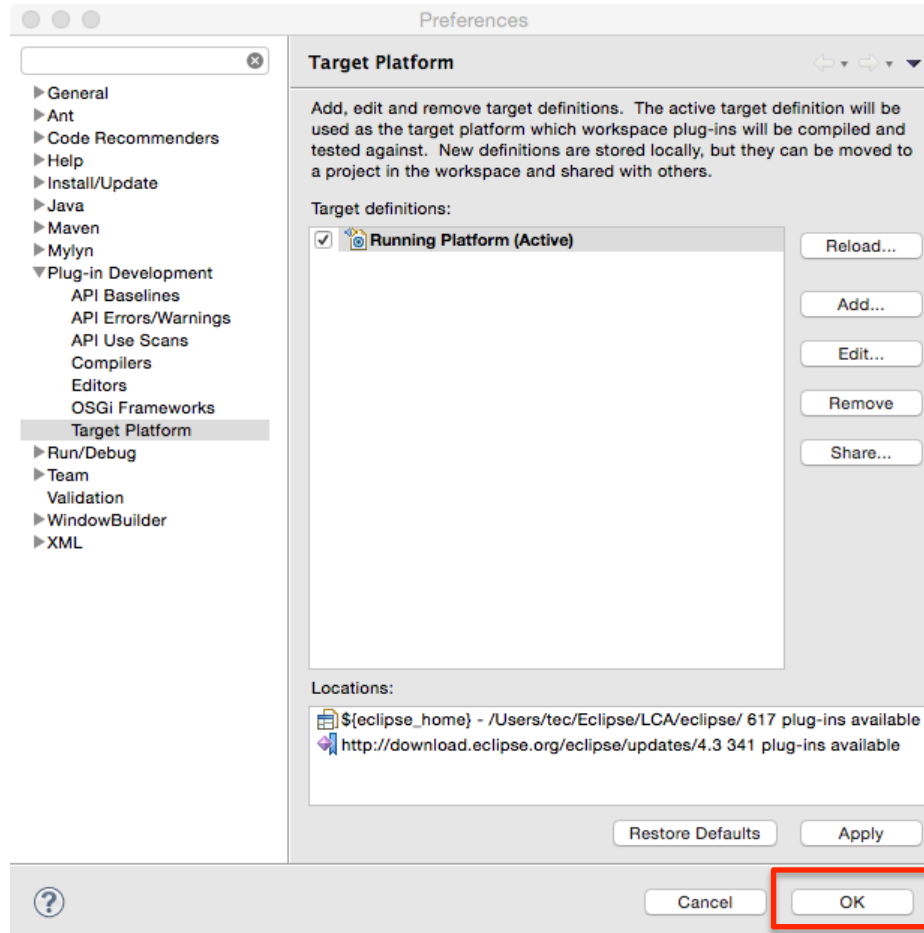 Preferences
General
Ant
Code Recommenders
Help
Install/Update
Java
Maven
Mylyn
Plug-in Development
API Baselines
API Errors/Warnings
API Use Scans
Compilers
Editors
OSGi Frameworks
Target Platform
Run/Debug
Team
Validation
WindowBuilder
XML
Target Platform
Add, edit and remove target definitions.  The active target definition will be
used as the target platform which workspace plug-ins will be compiled and
tested against.  New definitions are stored locally, but they can be moved to
a project in the workspace and shared with others.
Target definitions:
Running Platform (Active)
Reload...
Add...
Edit...
Remove
Share...
Locations:
${eclipse_home} - /Users/tec/Eclipse/LCA/eclipse/ 617 plug-ins available
http://download.eclipse.org/eclipse/updates/4.3 341 plug-ins available
Restore Defaults
Apply
?
Cancel
OK